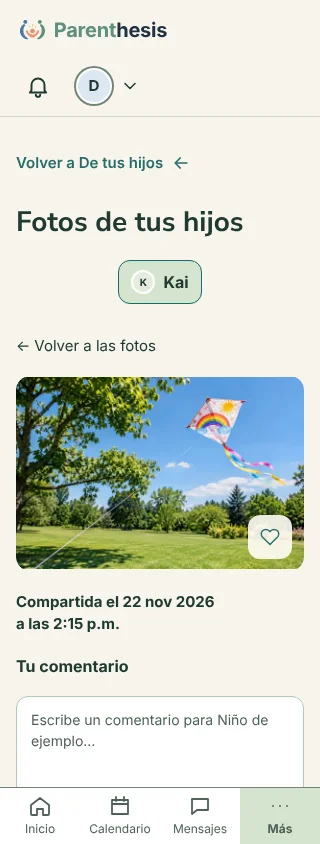 Parenthesis
D
Volver a De tus hijos ←
Fotos de tus hijos
K Kai
← Volver a las fotos
Compartida el 22 nov 2026
a las 2:15 p.m.
Tu comentario
Escribe un comentario para Niño de
ejemplo...
Inicio Calendario Mensajes Más